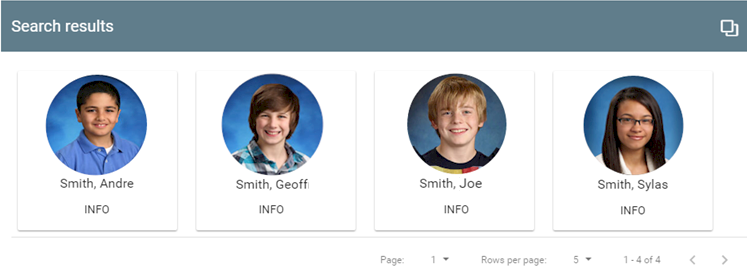 Search results
Smith, Andre
Smith, Geoff
Smith, Joe
Smith, Sylas
INFO
INFO
INFO
INFO
Page: 1 Rows per page: 5 1 - 4 of 4